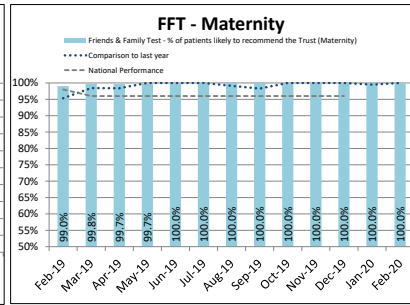 FFT - Maternity
Friends & Family Test - % of patients likely to recommend the Trust (Maternity)
Comparison to last year
National Performance
100%
95%
90%
85%
80%
75%
70%
65%
60%
55%
50%
99.0%
99.8%
99.7%
99.7%
100.0%
100.0%
100.0%
100.0%
100.0%
100.0%
100.0%
100.0%
100.0%
Feb-19
Mar-19
Apr-19
May-19
Jun-19
Jul-19
Aug-19
Sep-19
Oct-19
Nov-19
Dec-19
Jan-20
Feb-20